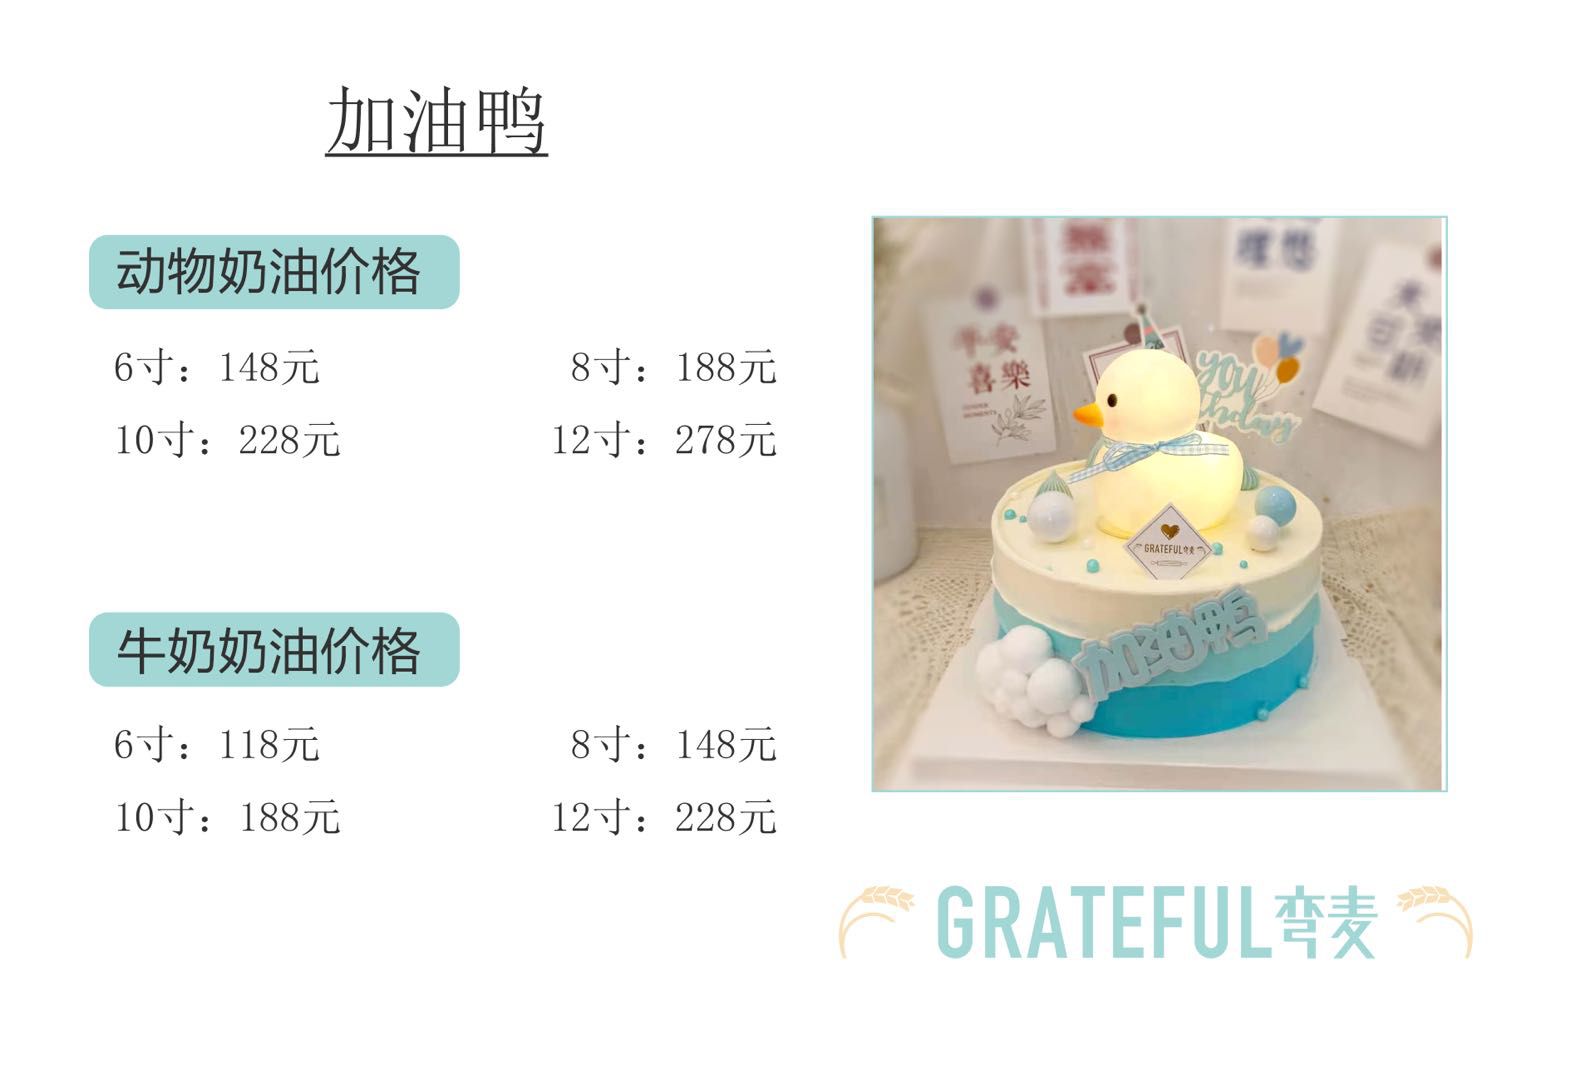 加油鸭
动物奶油价格
6寸：148元 8寸：188元
10寸：228元 12寸：278元
牛奶奶油价格
6寸：118元 8寸：148元
10寸：188元 12寸：228元
平安
喜樂
YOU
GRATEFUL弯麦
加油鸭
GRATEFUL弯麦